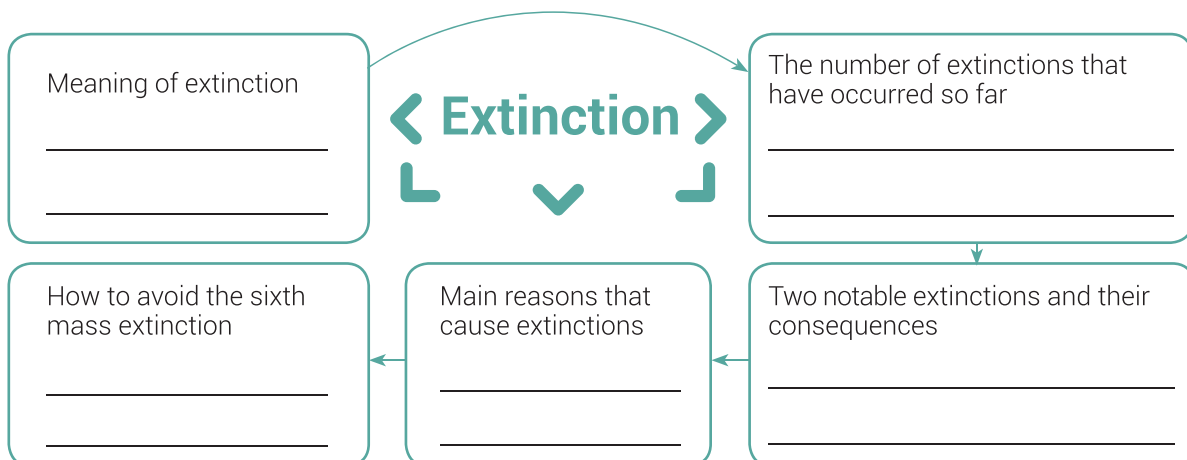 Meaning of extinction
Extinction
The number of extinctions that
have occurred so far
Two notable extinctions and their
consequences
Main reasons that
cause extinctions
How to avoid the sixth
mass extinction